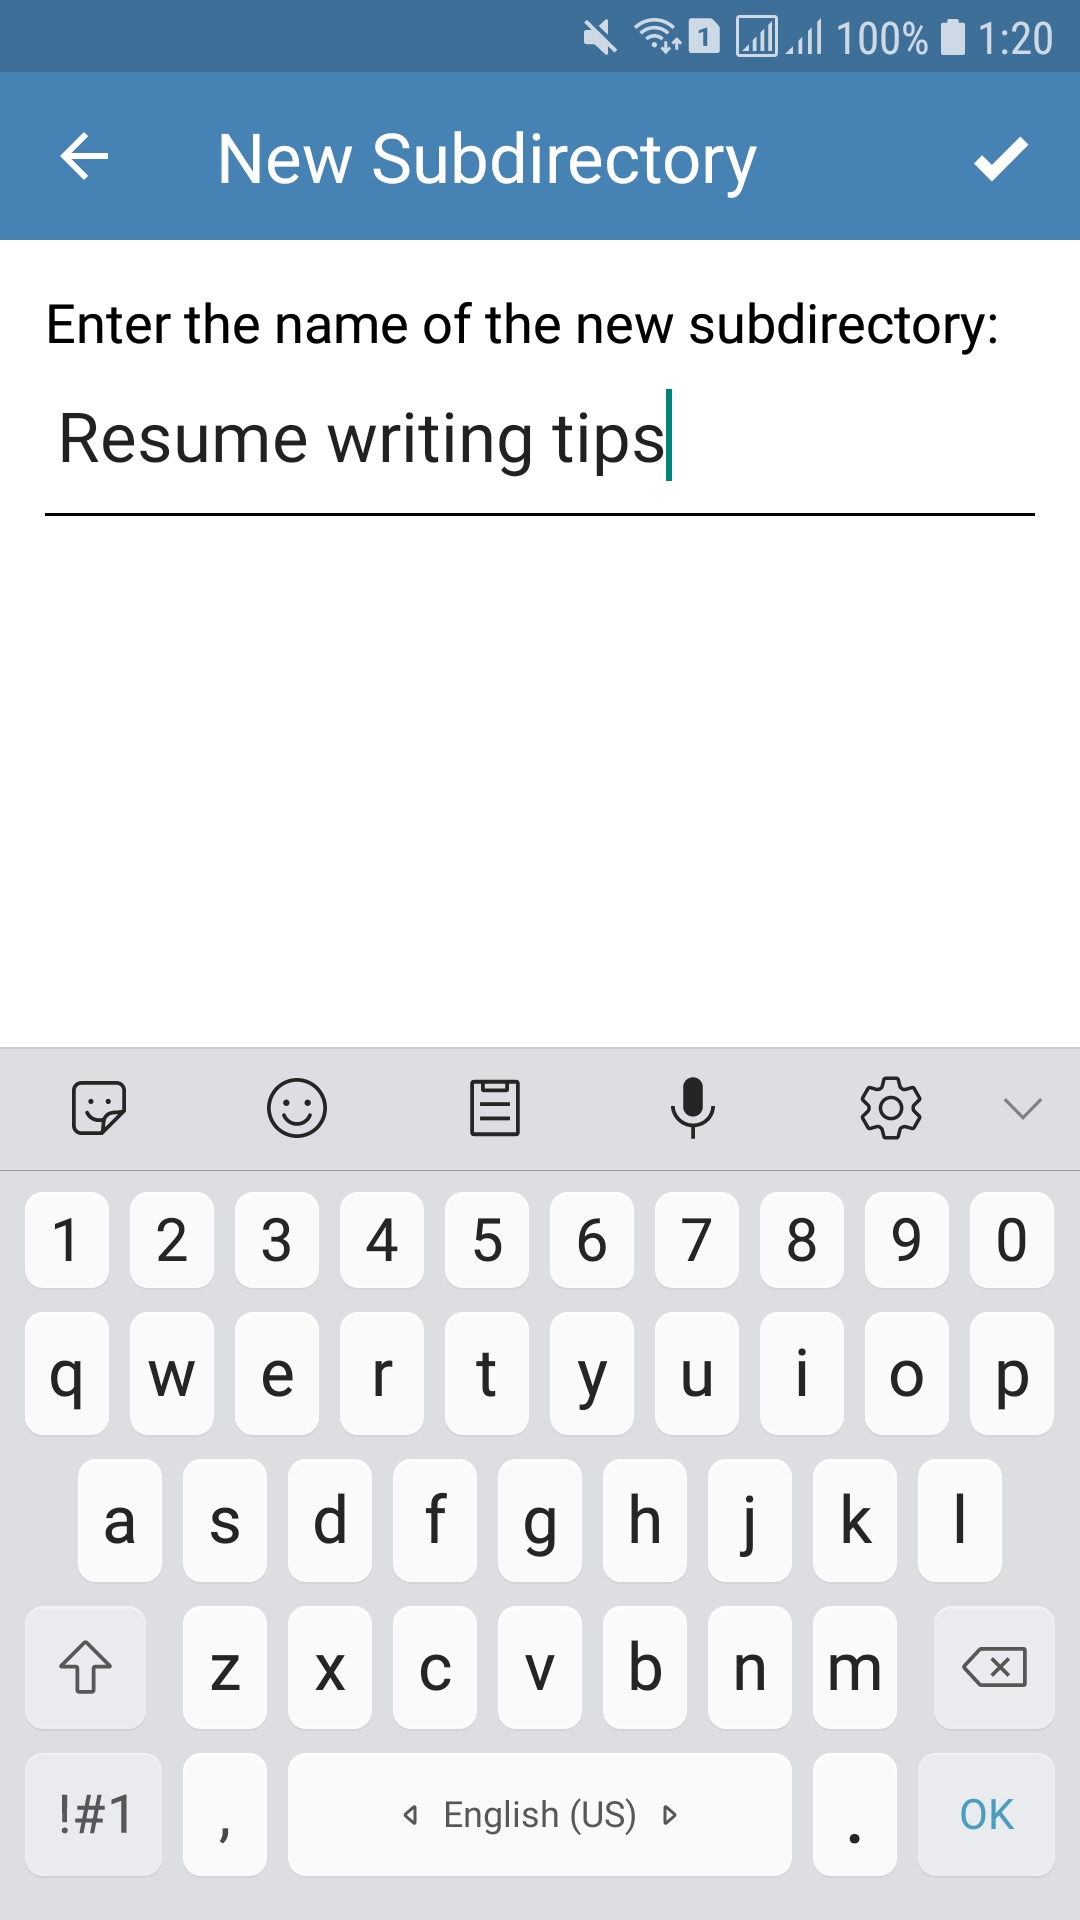 1 100% 1:20
New Subdirectory
Enter the name of the new subdirectory:
Resume writing tips
1 2 3 4 5 6 7 8 9 0
q w e r t y u i o p
a s d f g h j k l
z x c v b n m
!#1 , English (US) . OK